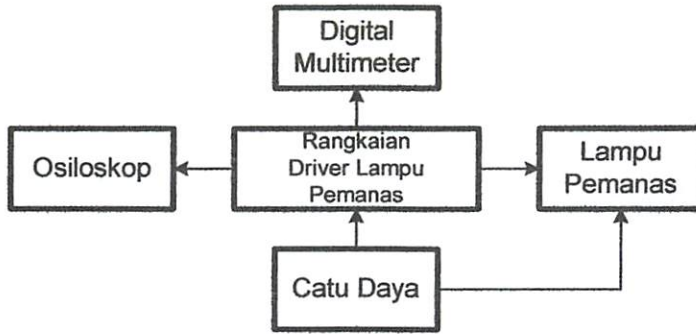 Digital
Multimeter
Osiloskop
Rangkaian
Driver Lampu
Pemanas
Lampu
Pemanas
Catu Daya